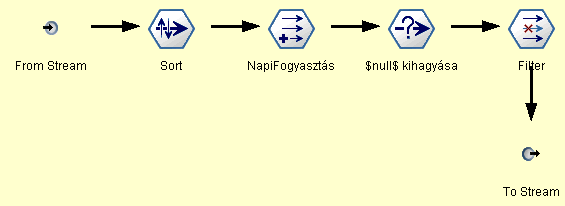 From Stream
Sort
NapiFogyasztás
$null$ kihagyása
Filter
To Stream